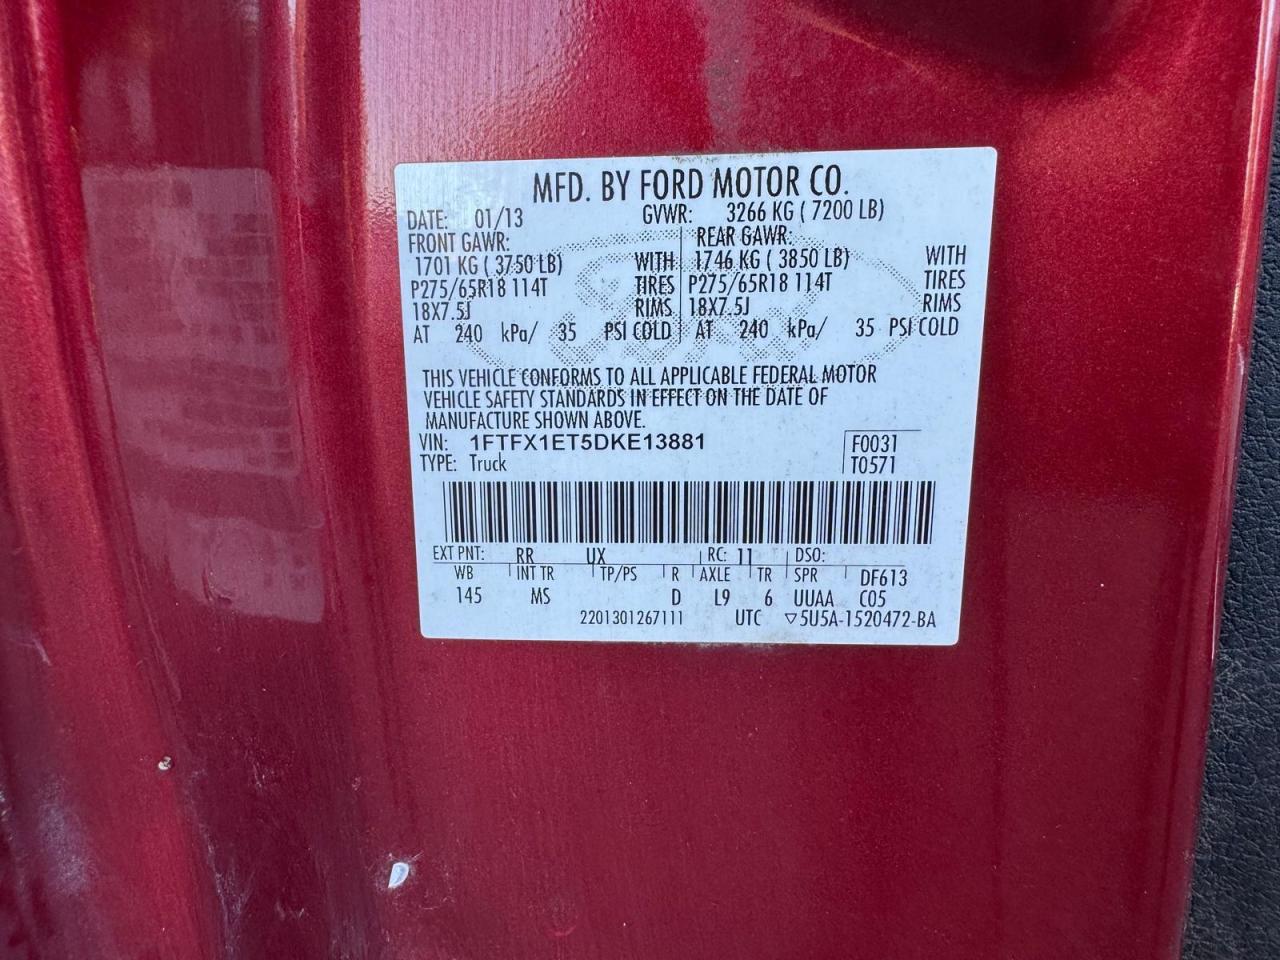 MFD. BY FORD MOTOR CO.
DATE: 01/13 GVWR: 3266 KG ( 7200 LB)
FRONT GAWR: REAR GAWR:
1701 KG ( 3750 LB) WITH 1746 KG ( 3850 LB) WITH
P275/65R18 114T TIRES P275/65R18 114T TIRES
18X7.5J RIMS 18X7.5J RIMS
AT 240 kPa/ 35 PSI COLD AT 240 kPa/ 35 PSI COLD
THIS VEHICLE CONFORMS TO ALL APPLICABLE FEDERAL MOTOR
VEHICLE SAFETY STANDARDS IN EFFECT ON THE DATE OF
MANUFACTURE SHOWN ABOVE.
VIN: 1FTFX1ET5DKE13881 F0031
TYPE: Truck T0571
EXT PNT: RR UX RC: 11 DSO:
WB INT TR TP/PS R AXLE TR SPR DF613
145 MS D L9 6 UUAA C05
2201301267111 UTC ▽5U5A-1520472-BA